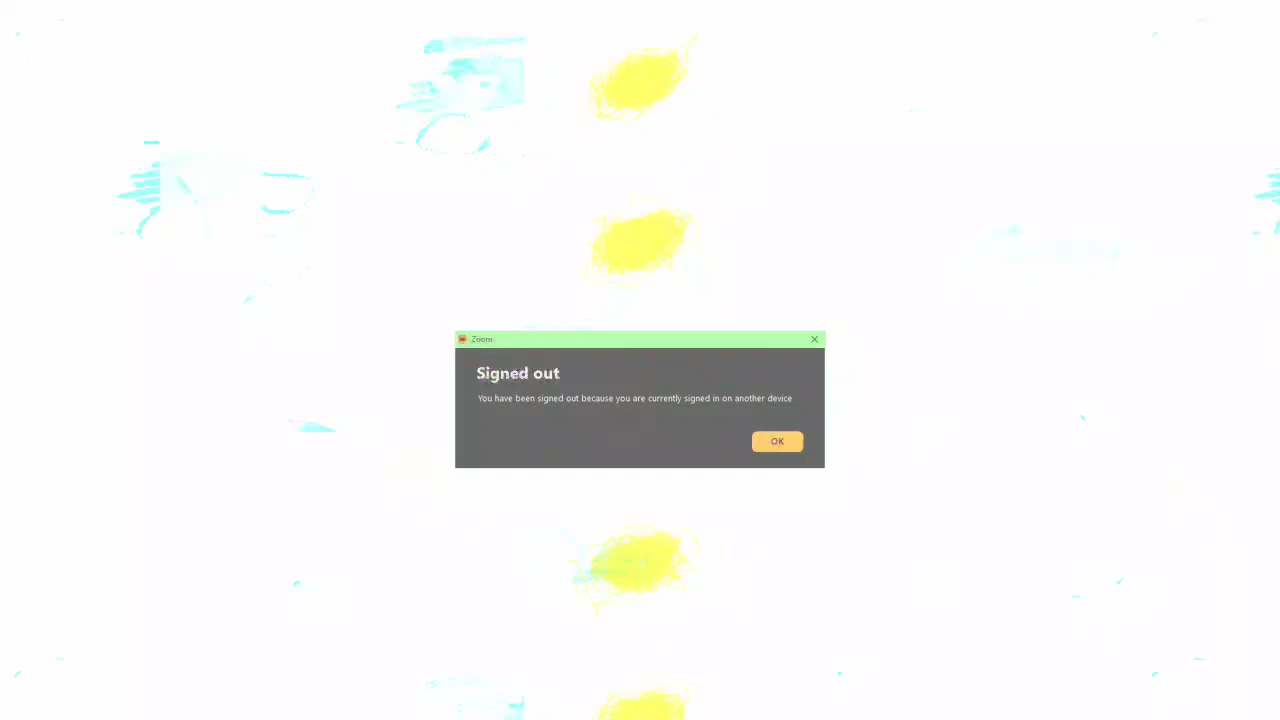 Zoom
Signed out
You have been signed out because you are currently signed in on another device
OK